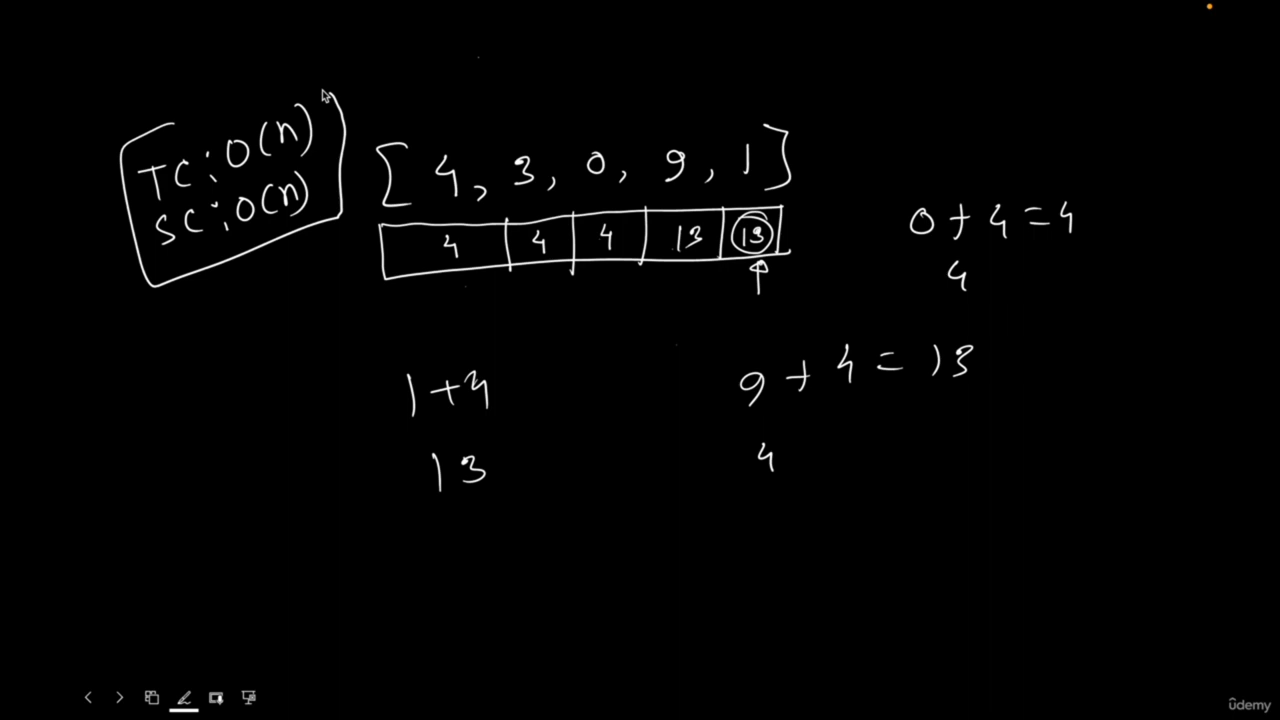 TC: O(n)
SC: O(n)
[4, 3, 0, 9, 1]
4 4 4 13 13
0 + 4 = 4
4
1 + 4
13
9 + 4 = 13
4
ûdemy